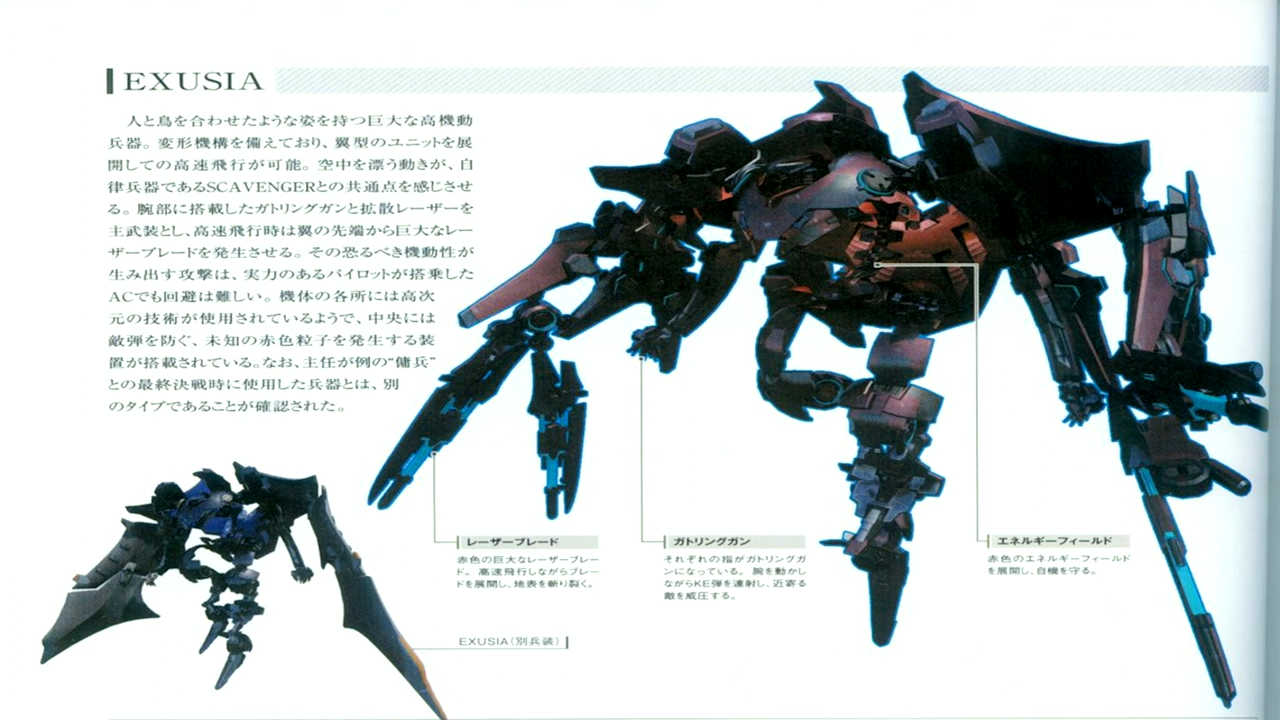 EXUSIA
人と鳥を合わせたような姿を持つ巨大な高機動
兵器。変形機構を備えており、翼型のユニットを展
開しての高速飛行が可能。空中を漂う動きが、自
律兵器であるSCAVENGERとの共通点を感じさせ
る。腕部に搭載したガトリングガンと拡散レーザーを
主武装とし、高速飛行時は翼の先端から巨大なレー
ザーブレードを発生させる。その恐るべき機動性が
生み出す攻撃は、実力のあるパイロットが搭乗した
ACでも回避は難しい。機体の各所には高次
元の技術が使用されているようで、中央には
敵弾を防ぐ、未知の赤色粒子を発生する装
置が搭載されている。なお、主任が例の“傭兵”
との最終決戦時に使用した兵器とは、別
のタイプであることが確認された。
レーザーブレード
赤色の巨大なレーザーブレー
ド。高速飛行しながらブレー
ドを展開し、地表を斬り裂く。
ガトリングガン
それぞれの指がガトリングガ
ンになっている。腕を動かし
ながらKE弾を連射し、近寄る
敵を威圧する。
エネルギーフィールド
赤色のエネルギーフィールド
を展開し、自機を守る。
EXUSIA(別兵装)